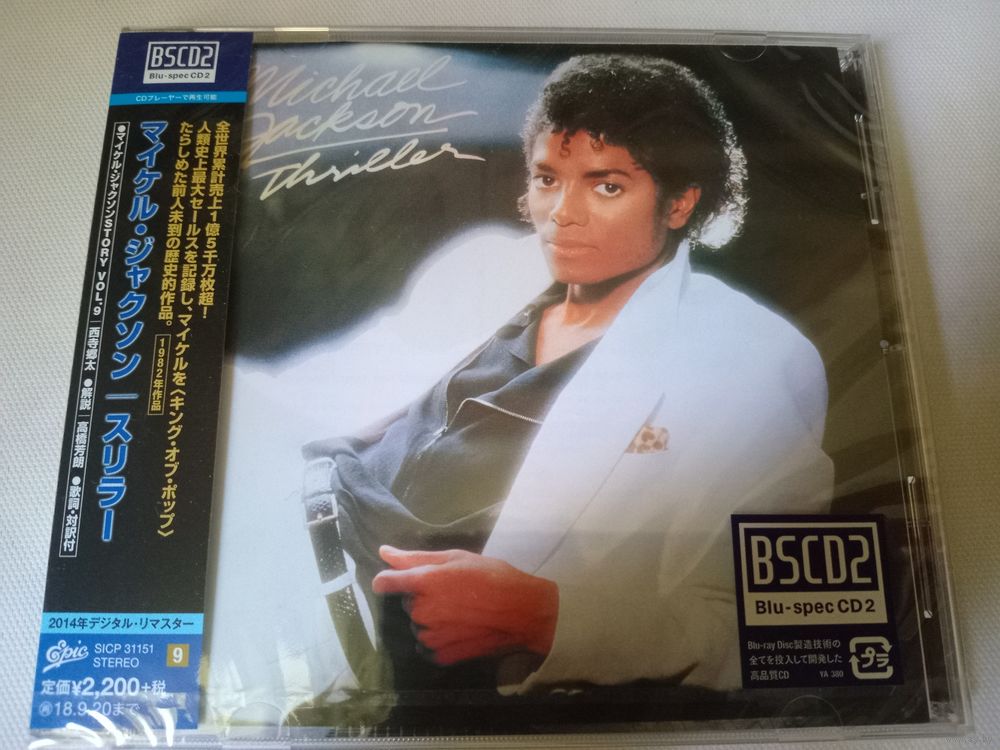 BSCD2
Blu-spec CD2
CDプレーヤーで再生可能
全世界累計売上1億5千万枚超!
人類史上最大セールスを記録し、マイケルを〈キング・オブ・ポップ〉
たらしめた前人未到の歴史的作品。
1982年作品
マイケル・ジャクソン｜スリラー
●マイケル・ジャクソンSTORY VOL.9｜西寺郷太 ●解説｜高橋芳朗 ●歌詞・対訳付
2014年デジタル・リマスター
Epic
SICP 31151
STEREO
9
定価¥2,200+税
再18.9.20まで
Michael
Jackson
Thriller
BSCD2
Blu-spec CD2
Blu-ray Disc製造技術の
全てを投入して開発した
高品質CD
プラ
YA 380